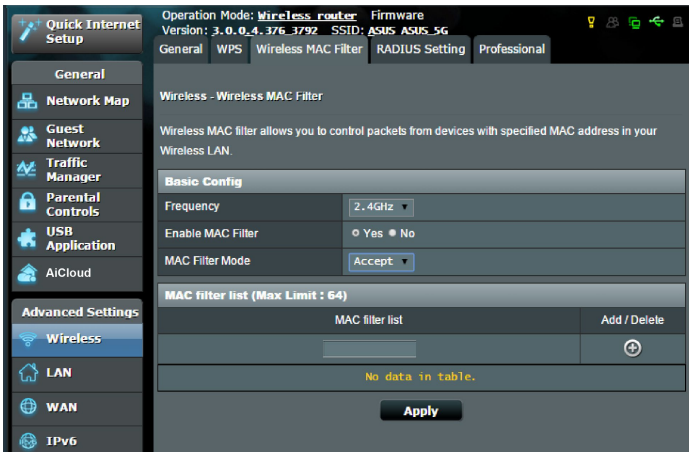 Quick Internet
Setup
General
Network Map
Guest
Network
Traffic
Manager
Parental
Controls
USB
Application
AiCloud
Advanced Settings
Wireless
LAN
WAN
IPv6
Operation Mode: Wireless router Firmware
Version: 3.0.0.4.376_3792 SSID: ASUS ASUS_5G
General WPS Wireless MAC Filter RADIUS Setting Professional
Wireless - Wireless MAC Filter
Wireless MAC filter allows you to control packets from devices with specified MAC address in your
Wireless LAN.
Basic Config
Frequency 2.4GHz
Enable MAC Filter Yes No
MAC Filter Mode Accept
MAC filter list (Max Limit : 64)
MAC filter list Add / Delete
No data in table.
Apply